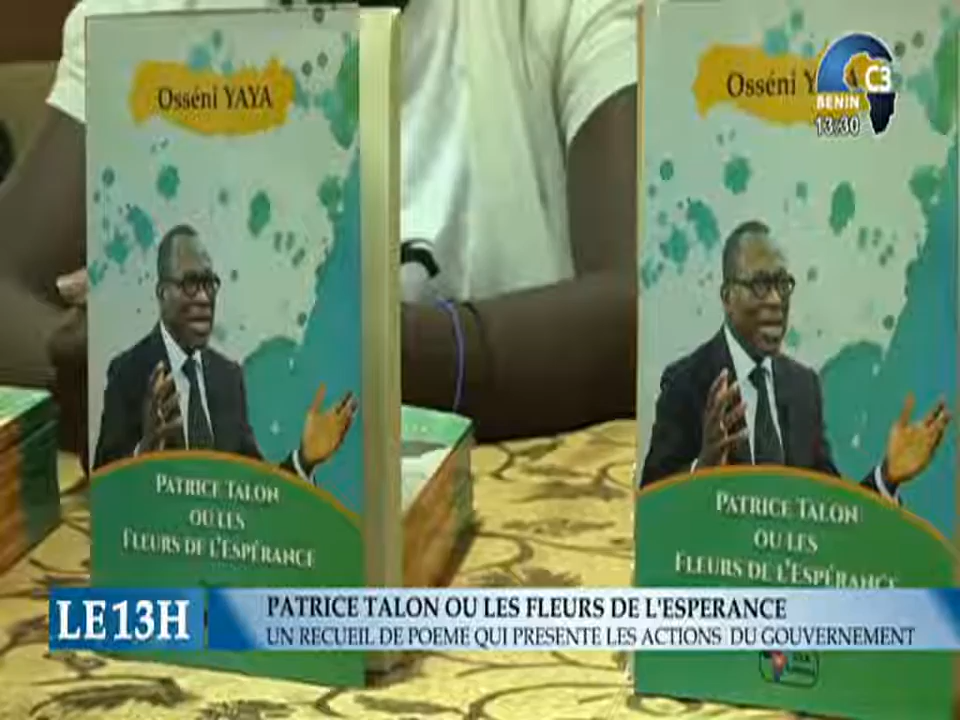 Osséni YAYA
PATRICE TALON
OU LES
FLEURS DE L'ESPÉRANCE
Osséni
C3
BENIN
13:30
PATRICE TALON
OU LES
FLEURS DE L'ESPÉRANCE
LE13H
PATRICE TALON OU LES FLEURS DE L'ESPERANCE
UN RECUEIL DE POEME QUI PRESENTE LES ACTIONS DU GOUVERNEMENT